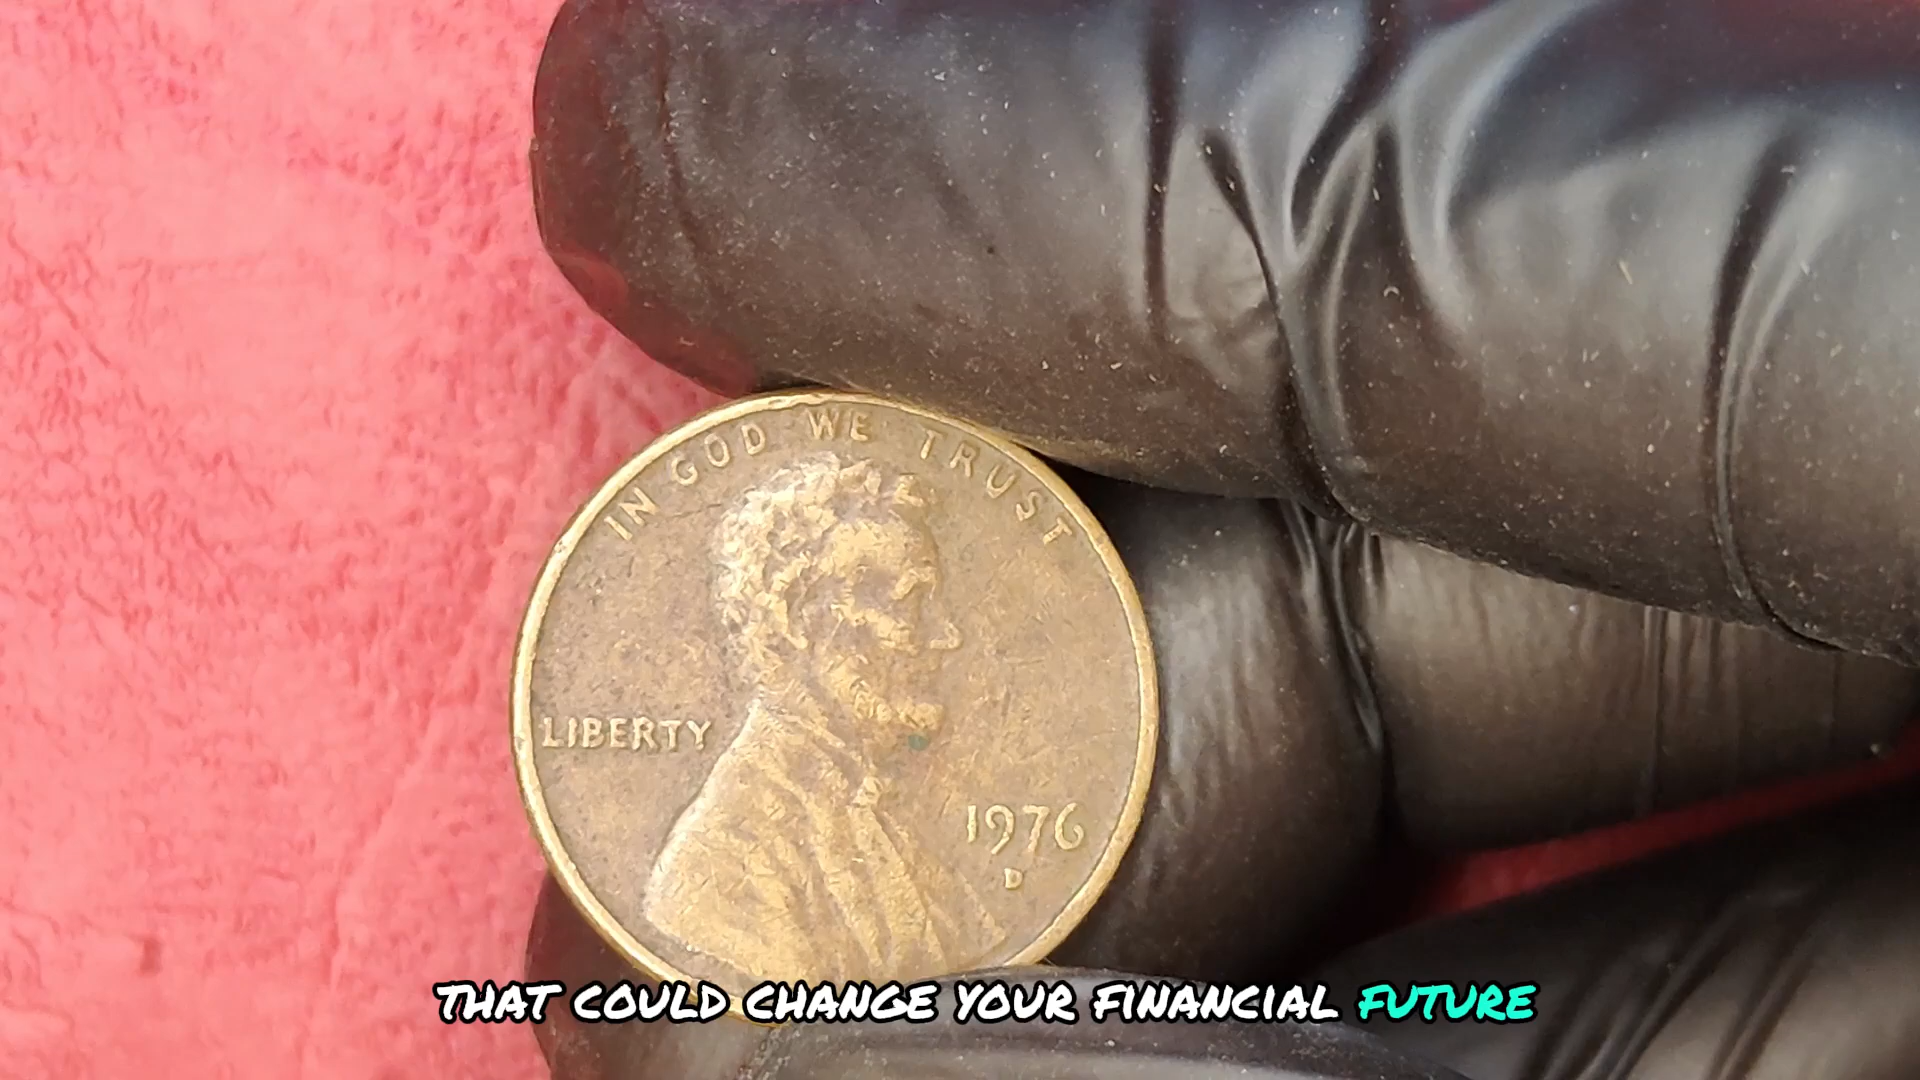 IN GOD WE TRUST
LIBERTY
1976
D
THAT COULD CHANGE YOUR FINANCIAL FUTURE